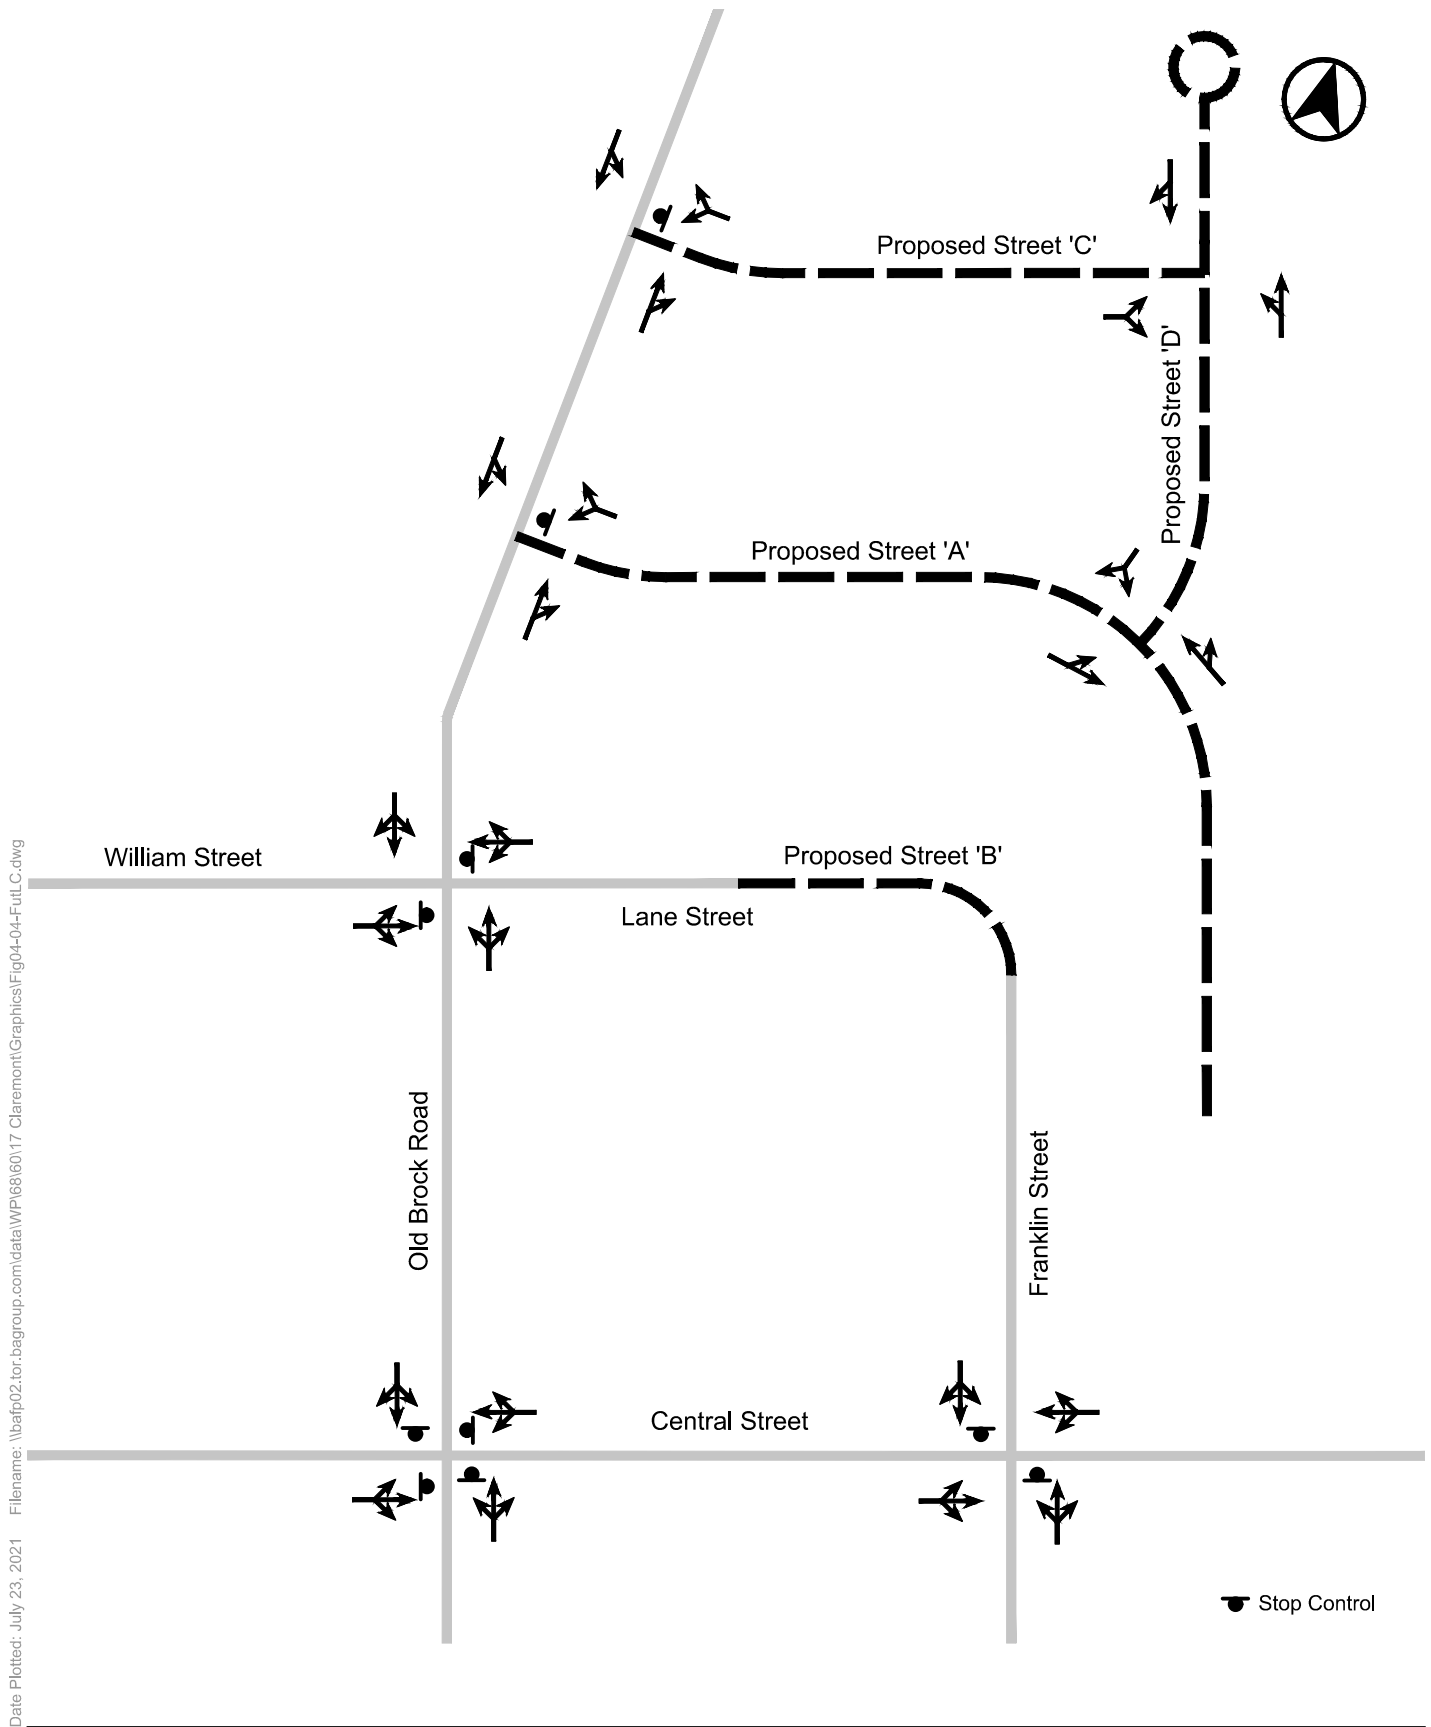 Proposed Street 'C'
Proposed Street 'D'
Proposed Street 'A'
William Street
Proposed Street 'B'
Lane Street
Old Brock Road
Franklin Street
Central Street
Stop Control
Date Plotted: July 23, 2021 Filename: \\bafp02.tor.bagroup.com\data\WP\68\60\17 Claremont\Graphics\Fig04-04-FutLC.dwg